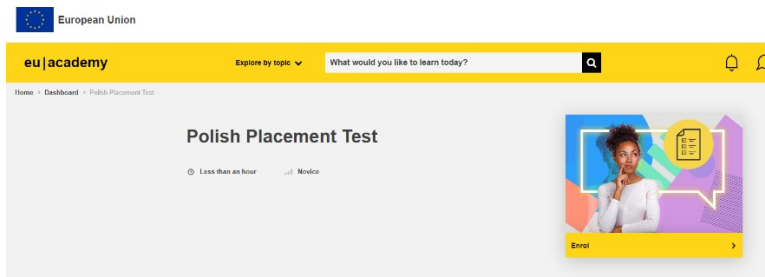 European Union
eu|academy
Explore by topic
What would you like to learn today?
Home › Dashboard › Polish Placement Test
Polish Placement Test
Less than an hour
Novice
Enrol